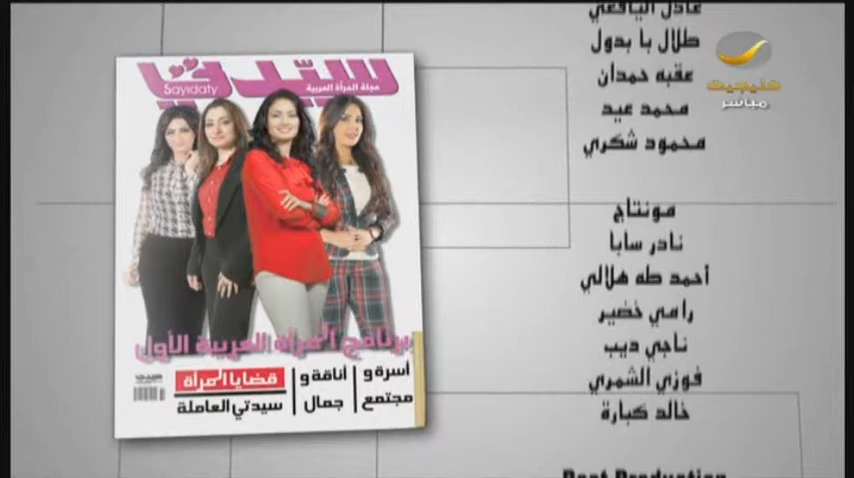 سيّدتي
Sayidaty
مجلة المرأة العربية
برنامج المرأة العربية الأول
أسرة و
مجتمع
أناقة و
جمال
قضايا المرأة
سيدتي العاملة
عادل اليافعي
طلال با بدول
عقبه حمدان
محمد عيد
محمود شكري
مونتاج
نادر سابا
أحمد طه هلالي
رامي خضير
ناجي ديب
فوزي الشمري
خالد كبارة
Post Production
خليجية
مباشر